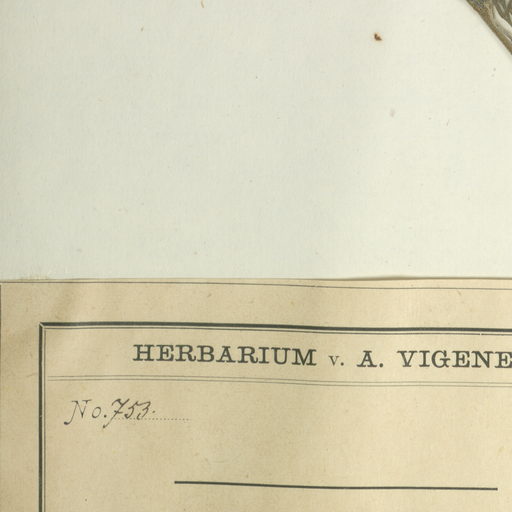 HERBARIUM v. A. VIGENE
No. 753.